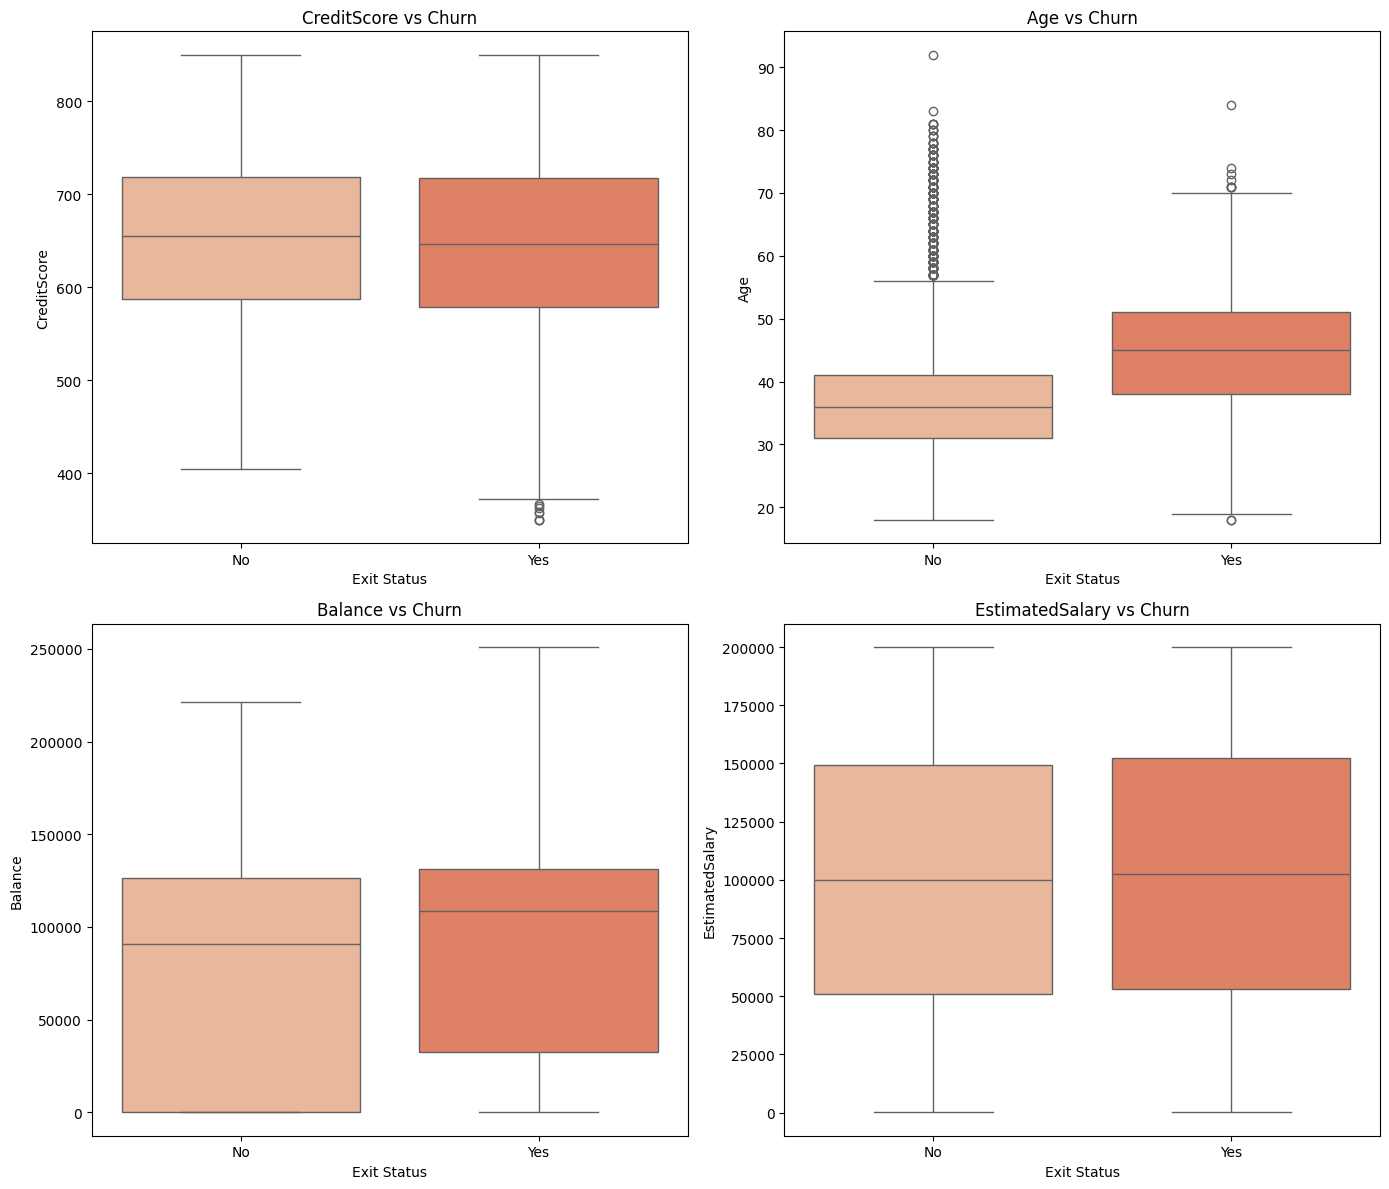 CreditScore vs Churn
800
700
600
500
400
CreditScore
No
Yes
Exit Status
Age vs Churn
90
80
70
60
50
40
30
20
Age
No
Yes
Exit Status
Balance vs Churn
250000
200000
150000
100000
50000
0
Balance
No
Yes
Exit Status
EstimatedSalary vs Churn
200000
175000
150000
125000
100000
75000
50000
25000
0
EstimatedSalary
No
Yes
Exit Status